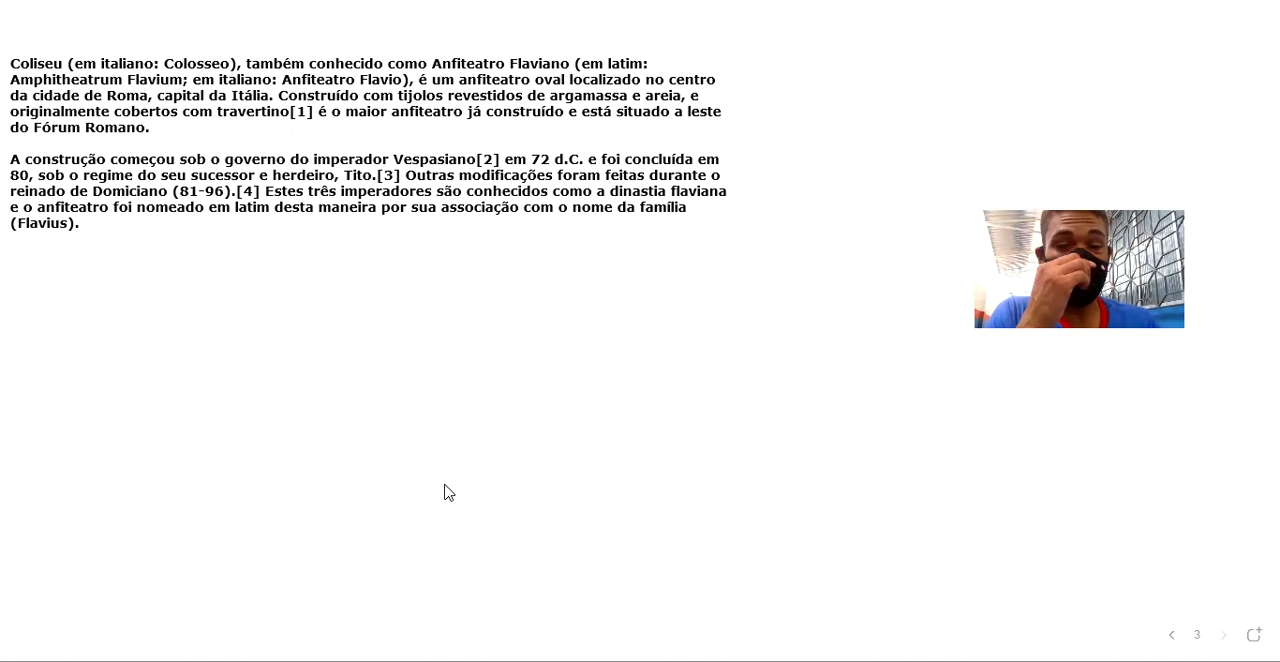 Coliseu (em italiano: Colosseo), também conhecido como Anfiteatro Flaviano (em latim:
Amphitheatrum Flavium; em italiano: Anfiteatro Flavio), é um anfiteatro oval localizado no centro
da cidade de Roma, capital da Itália. Construído com tijolos revestidos de argamassa e areia, e
originalmente cobertos com travertino[1] é o maior anfiteatro já construído e está situado a leste
do Fórum Romano.
A construção começou sob o governo do imperador Vespasiano[2] em 72 d.C. e foi concluída em
80, sob o regime do seu sucessor e herdeiro, Tito.[3] Outras modificações foram feitas durante o
reinado de Domiciano (81-96).[4] Estes três imperadores são conhecidos como a dinastia flaviana
e o anfiteatro foi nomeado em latim desta maneira por sua associação com o nome da família
(Flavius).
3